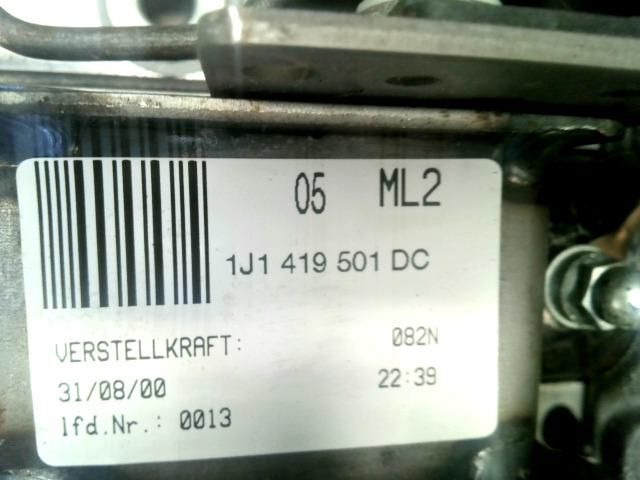 05 ML2
1J1 419 501 DC
VERSTELLKRAFT: 082N
31/08/00 22:39
lfd.Nr.: 0013